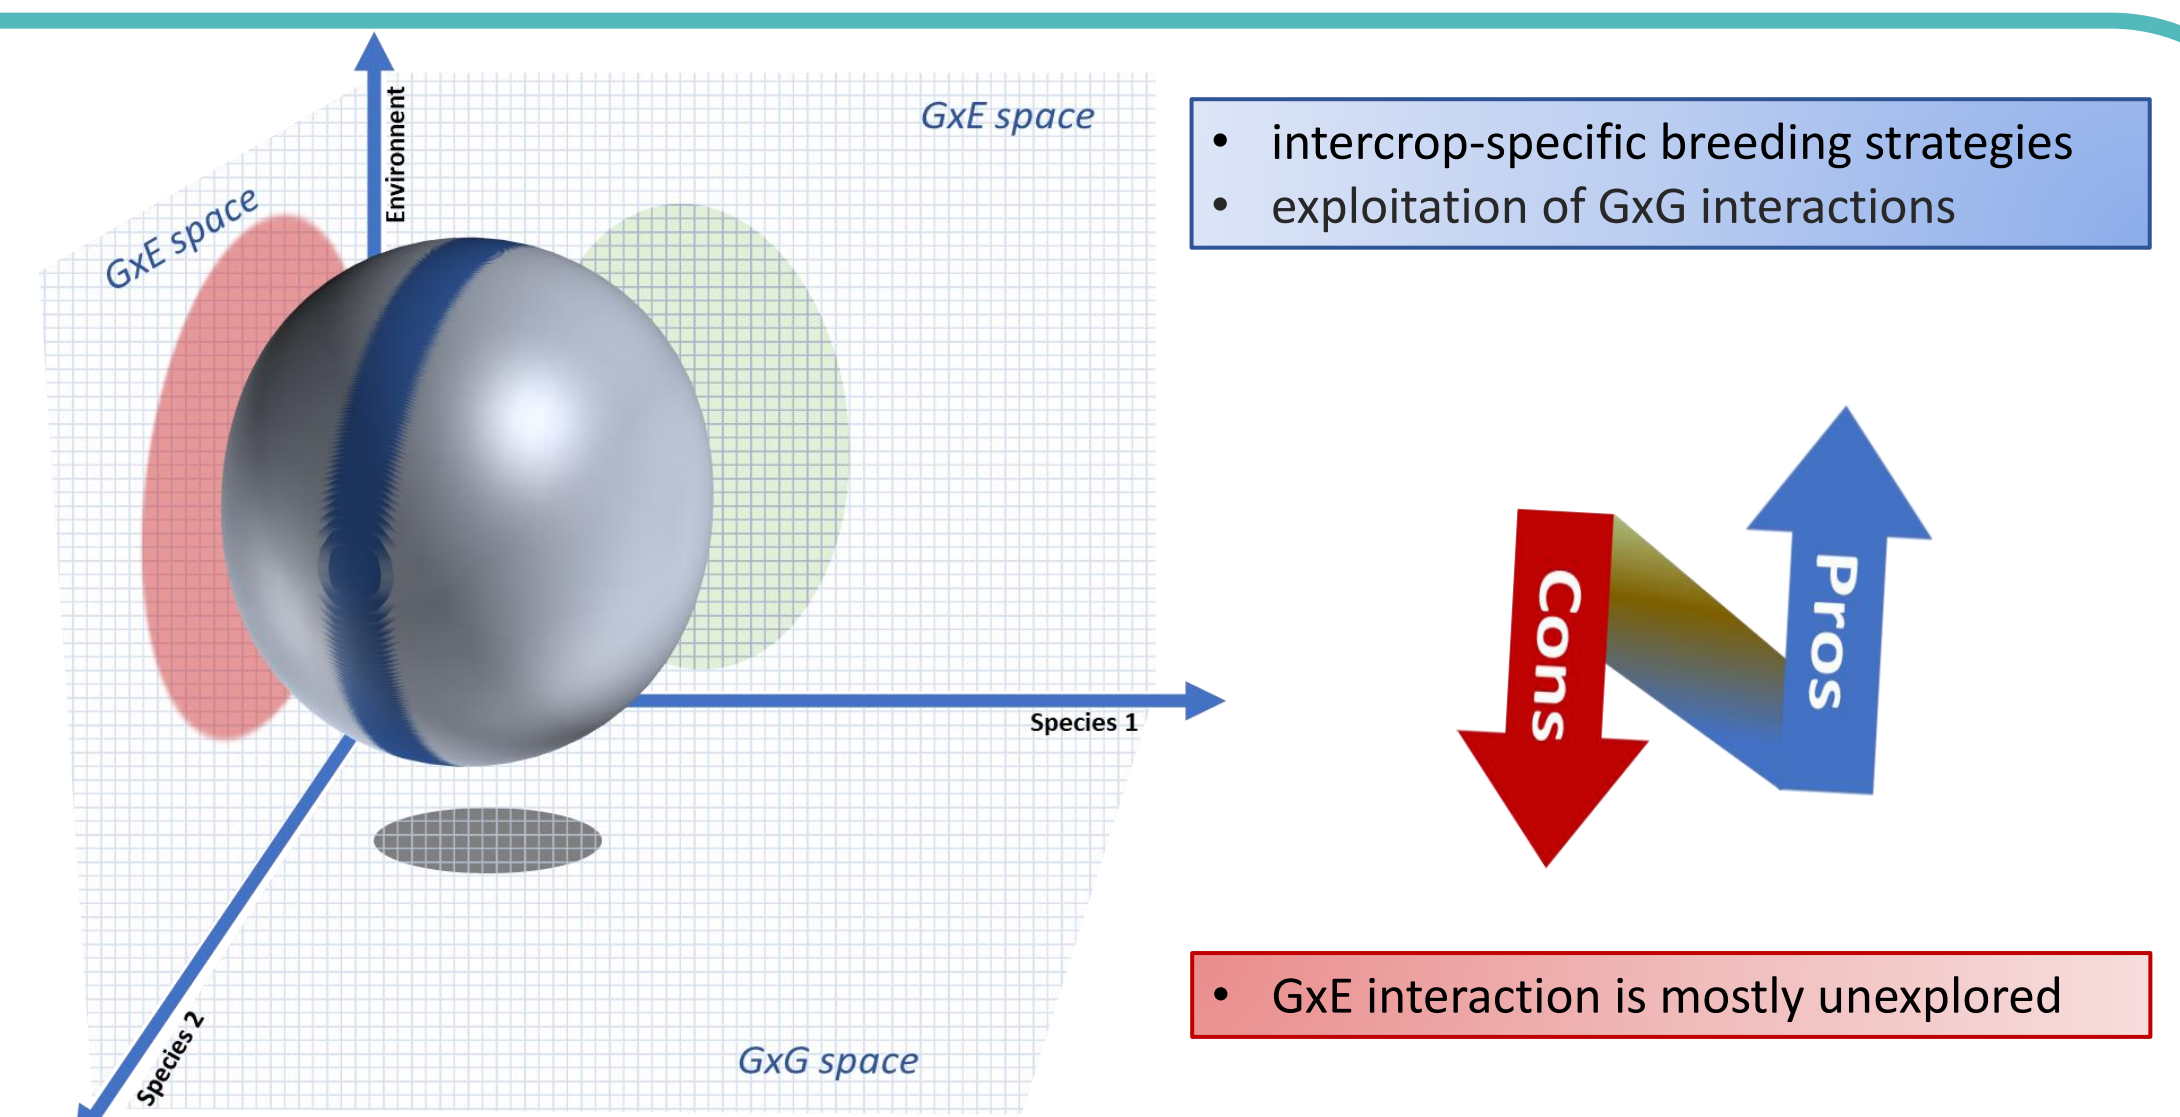 Environment
GxE space
GxE space
Species 1
Species 2
GxG space
• intercrop-specific breeding strategies
• exploitation of GxG interactions
Cons
Pros
• GxE interaction is mostly unexplored